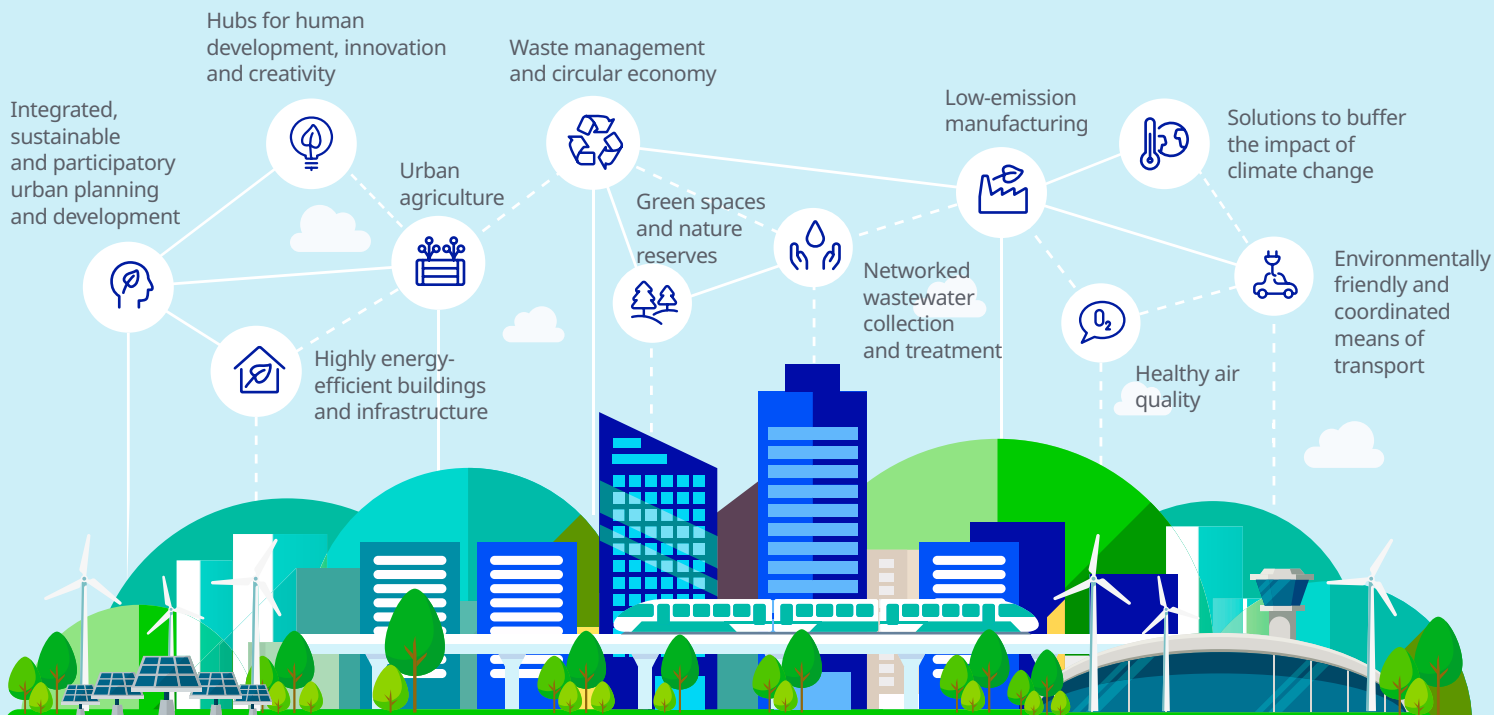 Hubs for human
development, innovation
and creativity
Waste management
and circular economy
Integrated,
sustainable
and participatory
urban planning
and development
Low-emission
manufacturing
Solutions to buffer
the impact of
climate change
Urban
agriculture
Green spaces
and nature
reserves
Networked
wastewater
collection
and treatment
Environmentally
friendly and
coordinated
means of
transport
O2
Highly energy-
efficient buildings
and infrastructure
Healthy air
quality